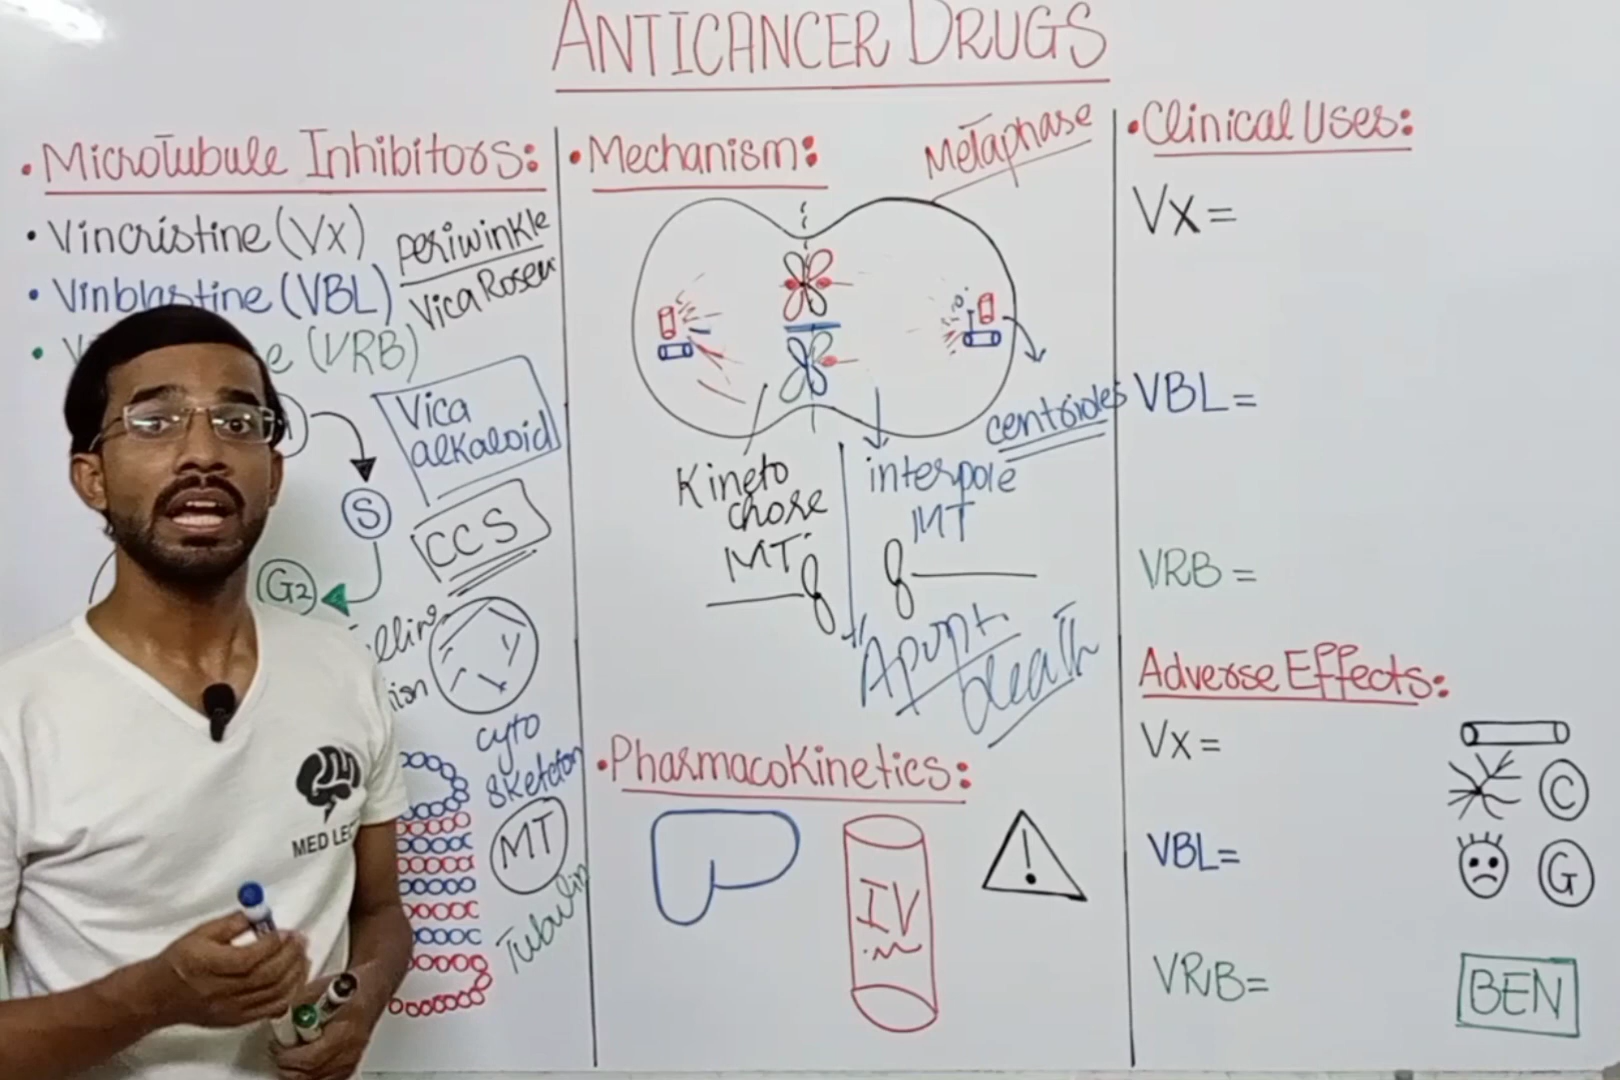 ANTICANCER DRUGS
• Microtubule Inhibitors:
• Vincristine (Vx)
• Vinblastine (VBL)
e (VRB)
periwinkle
Vica Rosea
Vica
alkaloid
CCS
S
G2
cyto
skeleton
MT
Tubulin
MED LEC
• Mechanism:
Metaphase
centrioles
Kineto
chore
MT
interpole
MT
Apopt.
death
• Pharmacokinetics:
IV
!
• Clinical Uses:
Vx =
VBL =
VRB =
Adverse Effects:
Vx =
C
VBL=
G
VRB=
BEN